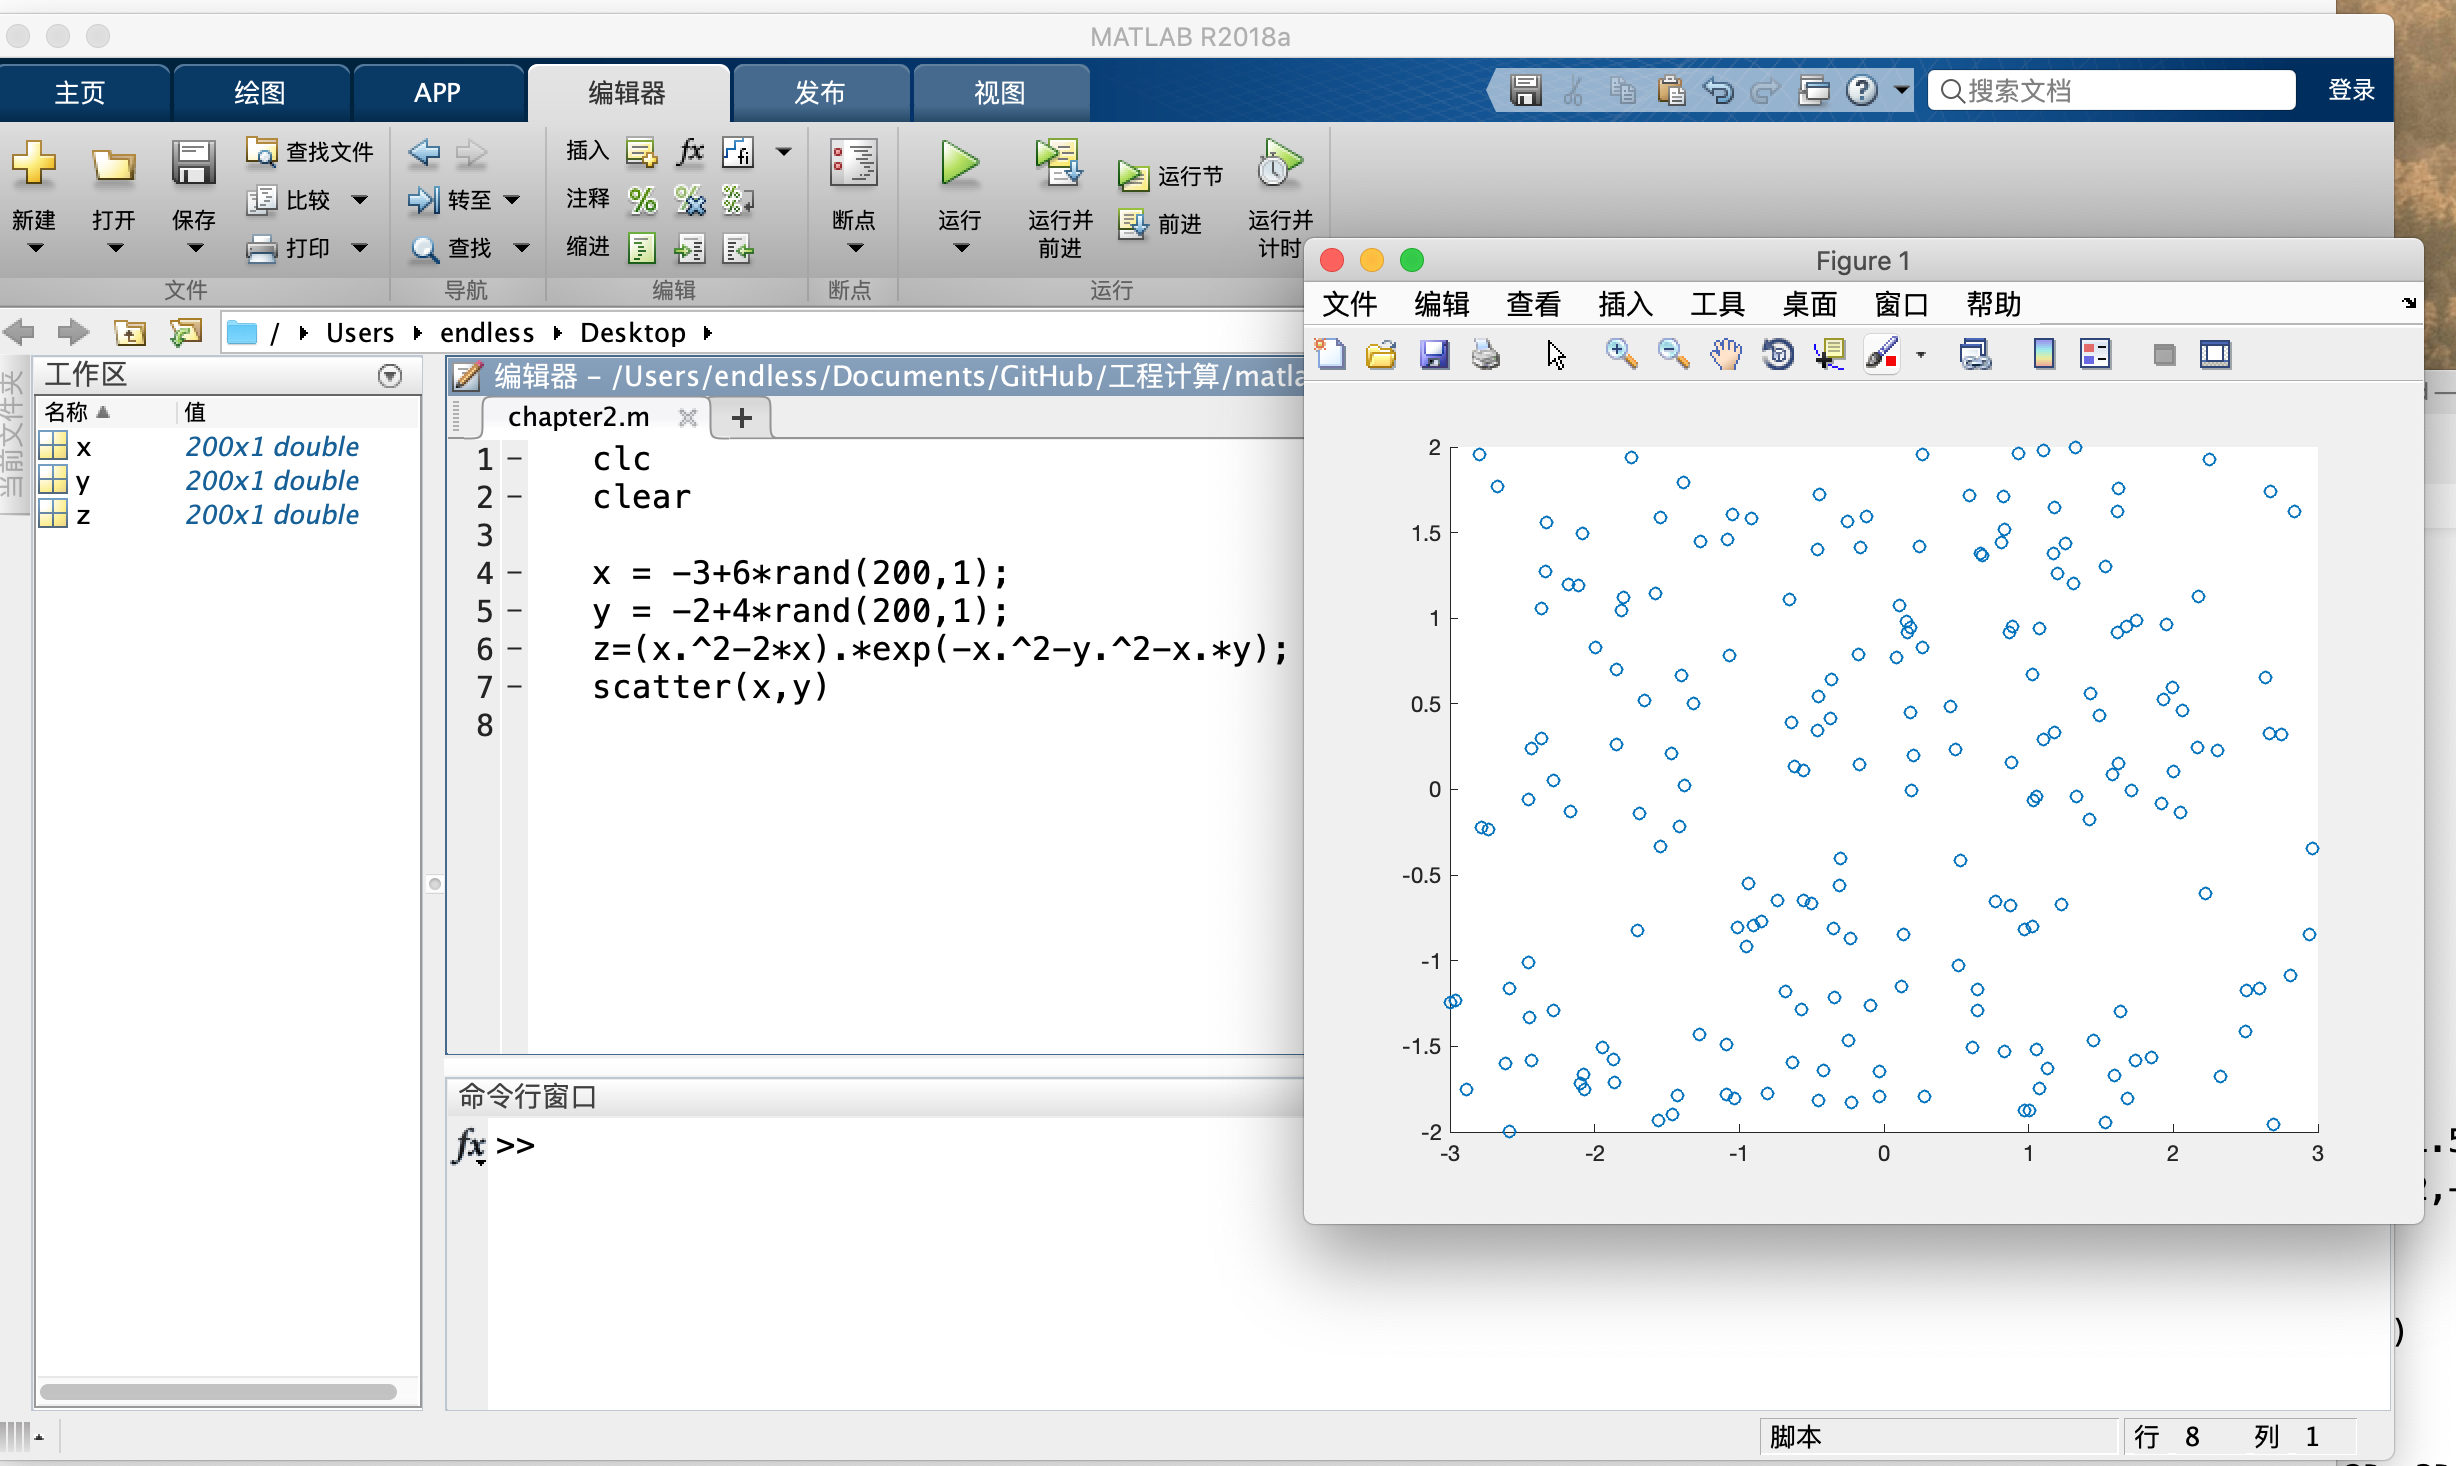 MATLAB R2018a
主页 绘图 APP 编辑器 发布 视图 搜索文档 登录
新建 打开 保存 查找文件 比较 打印
转至 查找
插入 注释 缩进
断点
运行 运行并前进 运行节 前进 运行并计时
文件 导航 编辑 断点 运行
/ Users endless Desktop
当前文件夹
工作区
名称 值
x 200x1 double
y 200x1 double
z 200x1 double
编辑器 – /Users/endless/Documents/GitHub/工程计算/matla
chapter2.m
1 – clc
2 – clear
3
4 – x = -3+6*rand(200,1);
5 – y = -2+4*rand(200,1);
6 – z=(x.^2-2*x).*exp(-x.^2-y.^2-x.*y);
7 – scatter(x,y)
8
命令行窗口
fx >>
Figure 1
文件 编辑 查看 插入 工具 桌面 窗口 帮助
2
1.5
1
0.5
0
-0.5
-1
-1.5
-2
-3 -2 -1 0 1 2 3
脚本 行 8 列 1